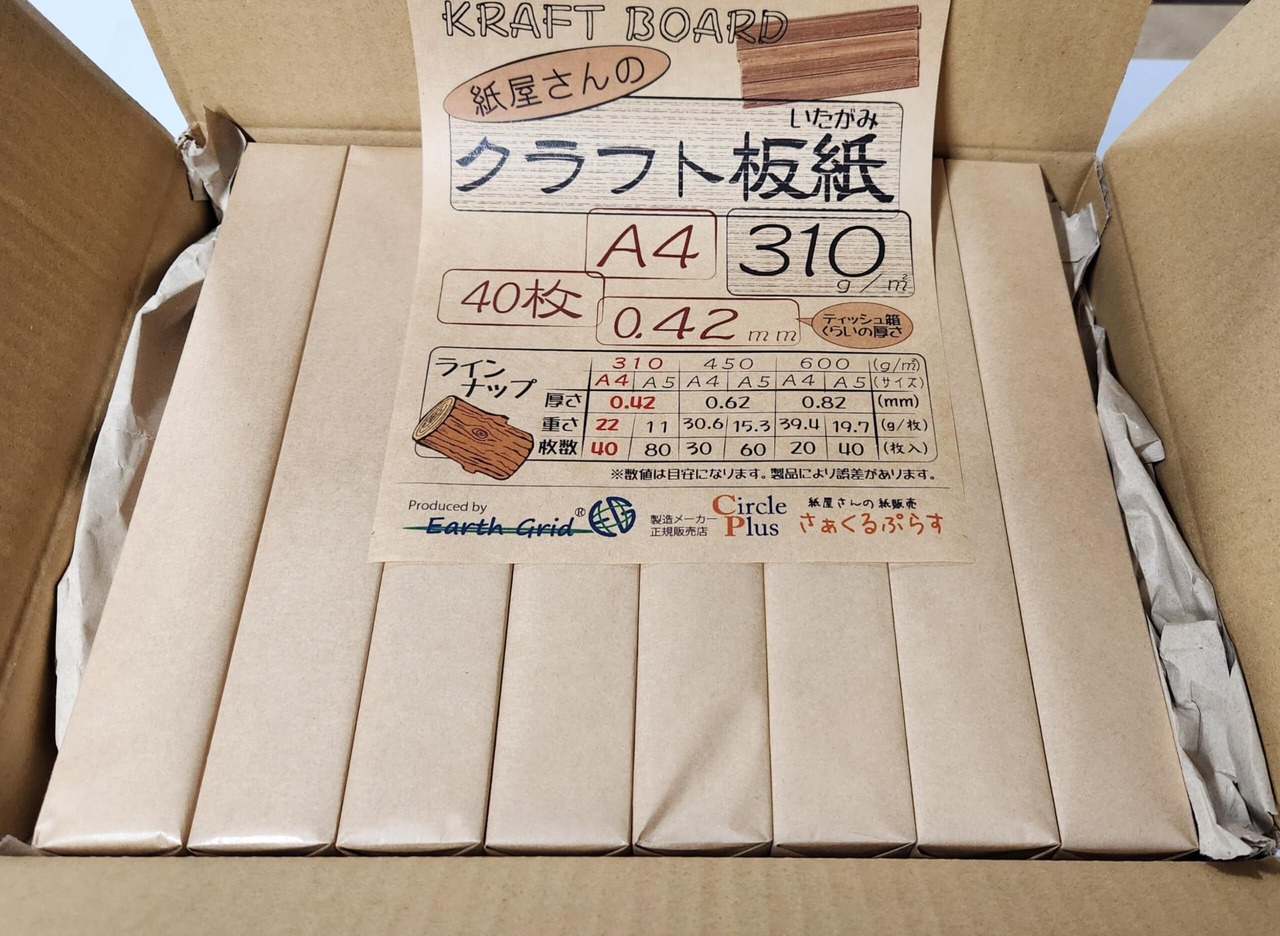 KRAFT BOARD
紙屋さんの
いたがみ
クラフト板紙
A4
310
g/㎡
40枚
0.42mm
ティッシュ箱
くらいの厚さ
ライン
ナップ
310 450 600 (g/㎡)
A4 A5 A4 A5 A4 A5 (サイズ)
厚さ 0.42 0.62 0.82 (mm)
重さ 22 11 30.6 15.3 39.4 19.7 (g/枚)
枚数 40 80 30 60 20 40 (枚入)
※数値は目容になります。製品により誤差があります。
Produced by
Earth Grid® EG
製造メーカー
正規販売店
Circle
Plus
紙屋さんの紙販売
さぁくるぷらす